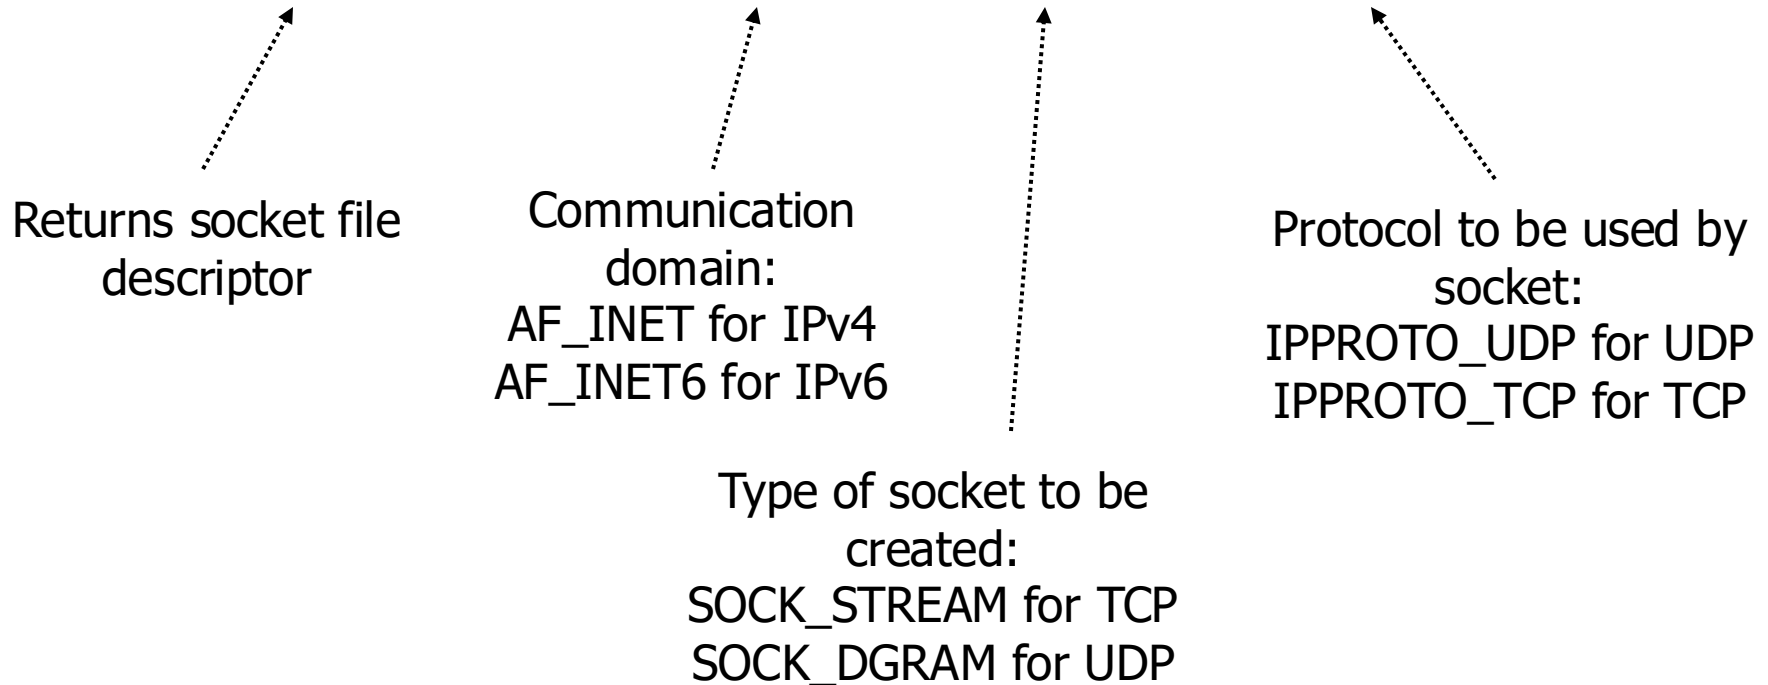 Returns socket file
descriptor
Communication
domain:
AF_INET for IPv4
AF_INET6 for IPv6
Type of socket to be
created:
SOCK_STREAM for TCP
SOCK_DGRAM for UDP
Protocol to be used by
socket:
IPPROTO_UDP for UDP
IPPROTO_TCP for TCP